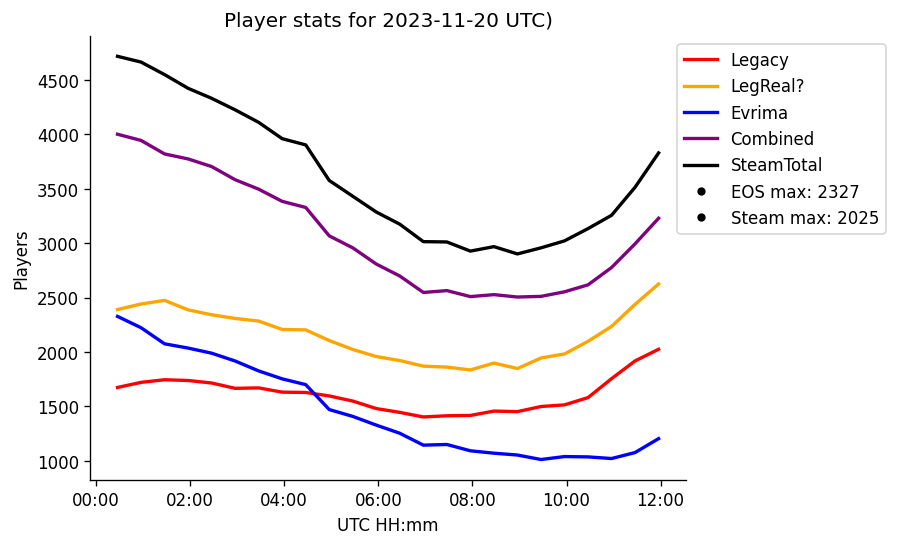 Player stats for 2023-11-20 UTC)
Legacy
LegReal?
Evrima
Combined
SteamTotal
EOS max: 2327
Steam max: 2025
Players
4500
4000
3500
3000
2500
2000
1500
1000
00:00 02:00 04:00 06:00 08:00 10:00 12:00
UTC HH:mm